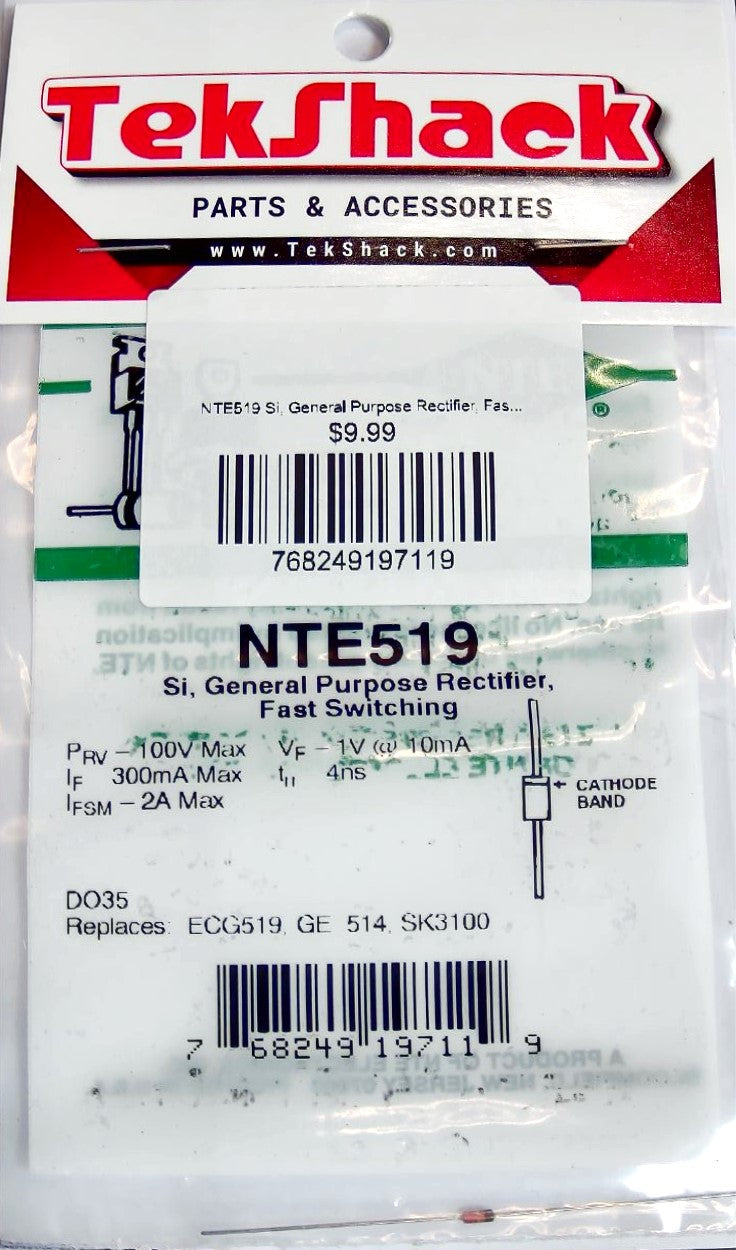 TekShack
PARTS & ACCESSORIES
www.TekShack.com
NTE519 Si, General Purpose Rectifier, Fas...
$9.99
768249197119
®
NTE519
Si, General Purpose Rectifier,
Fast Switching
PRV – 100V Max VF – 1V @ 10mA
IF 300mA Max trr 4ns
IFSM – 2A Max
CATHODE
BAND
DO35
Replaces: ECG519, GE 514, SK3100
7 68249 19711 9